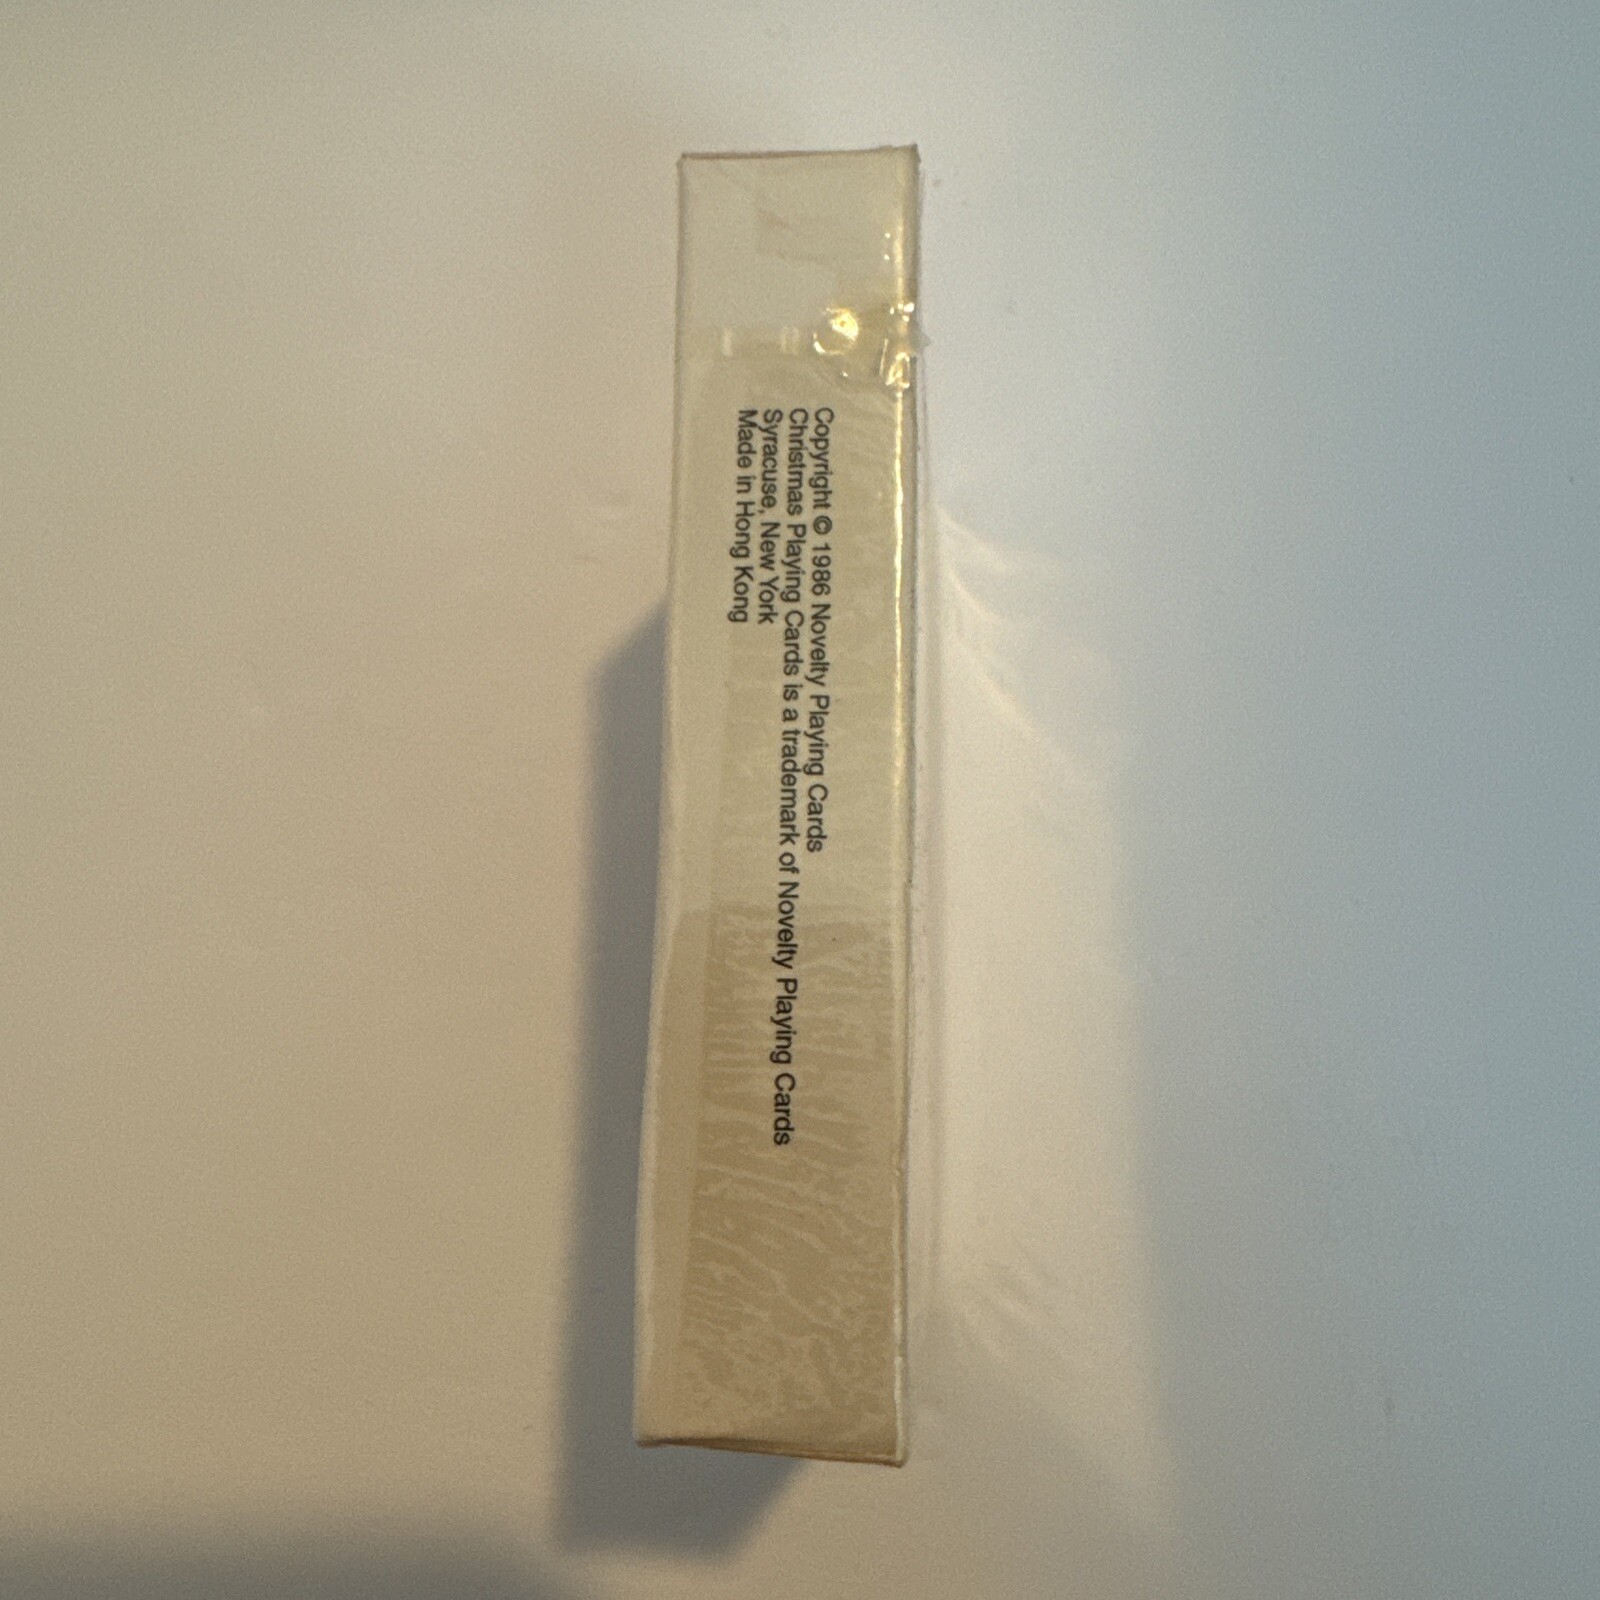 Copyright © 1986 Novelty Playing Cards
Christmas Playing Cards is a trademark of Novelty Playing Cards
Syracuse, New York
Made in Hong Kong